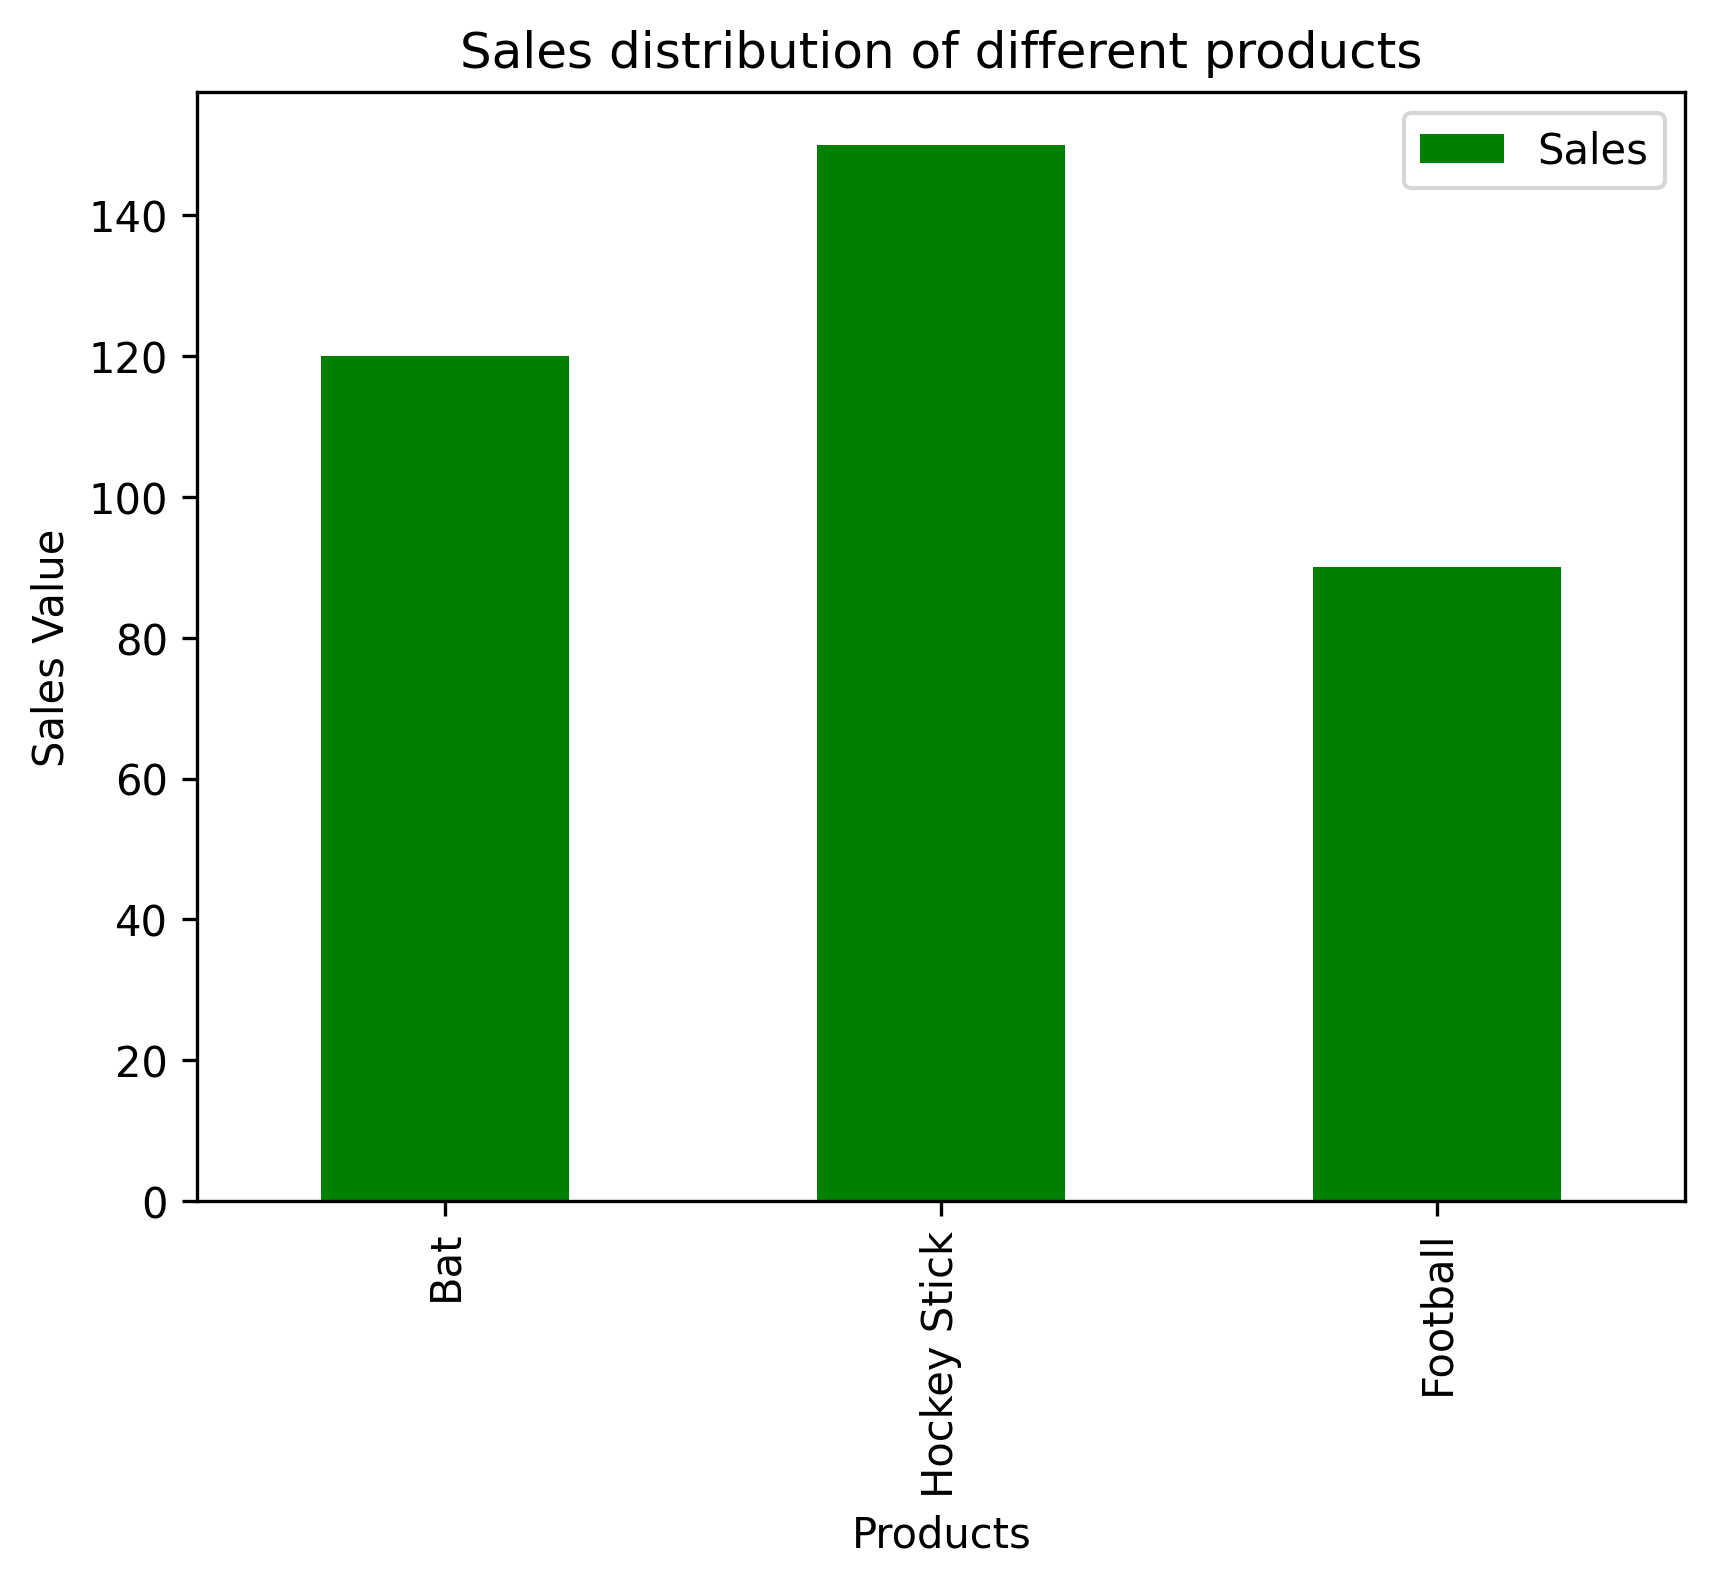 Sales distribution of different products
Sales
140
120
100
80
60
40
20
0
Sales Value
Bat
Hockey Stick
Football
Products